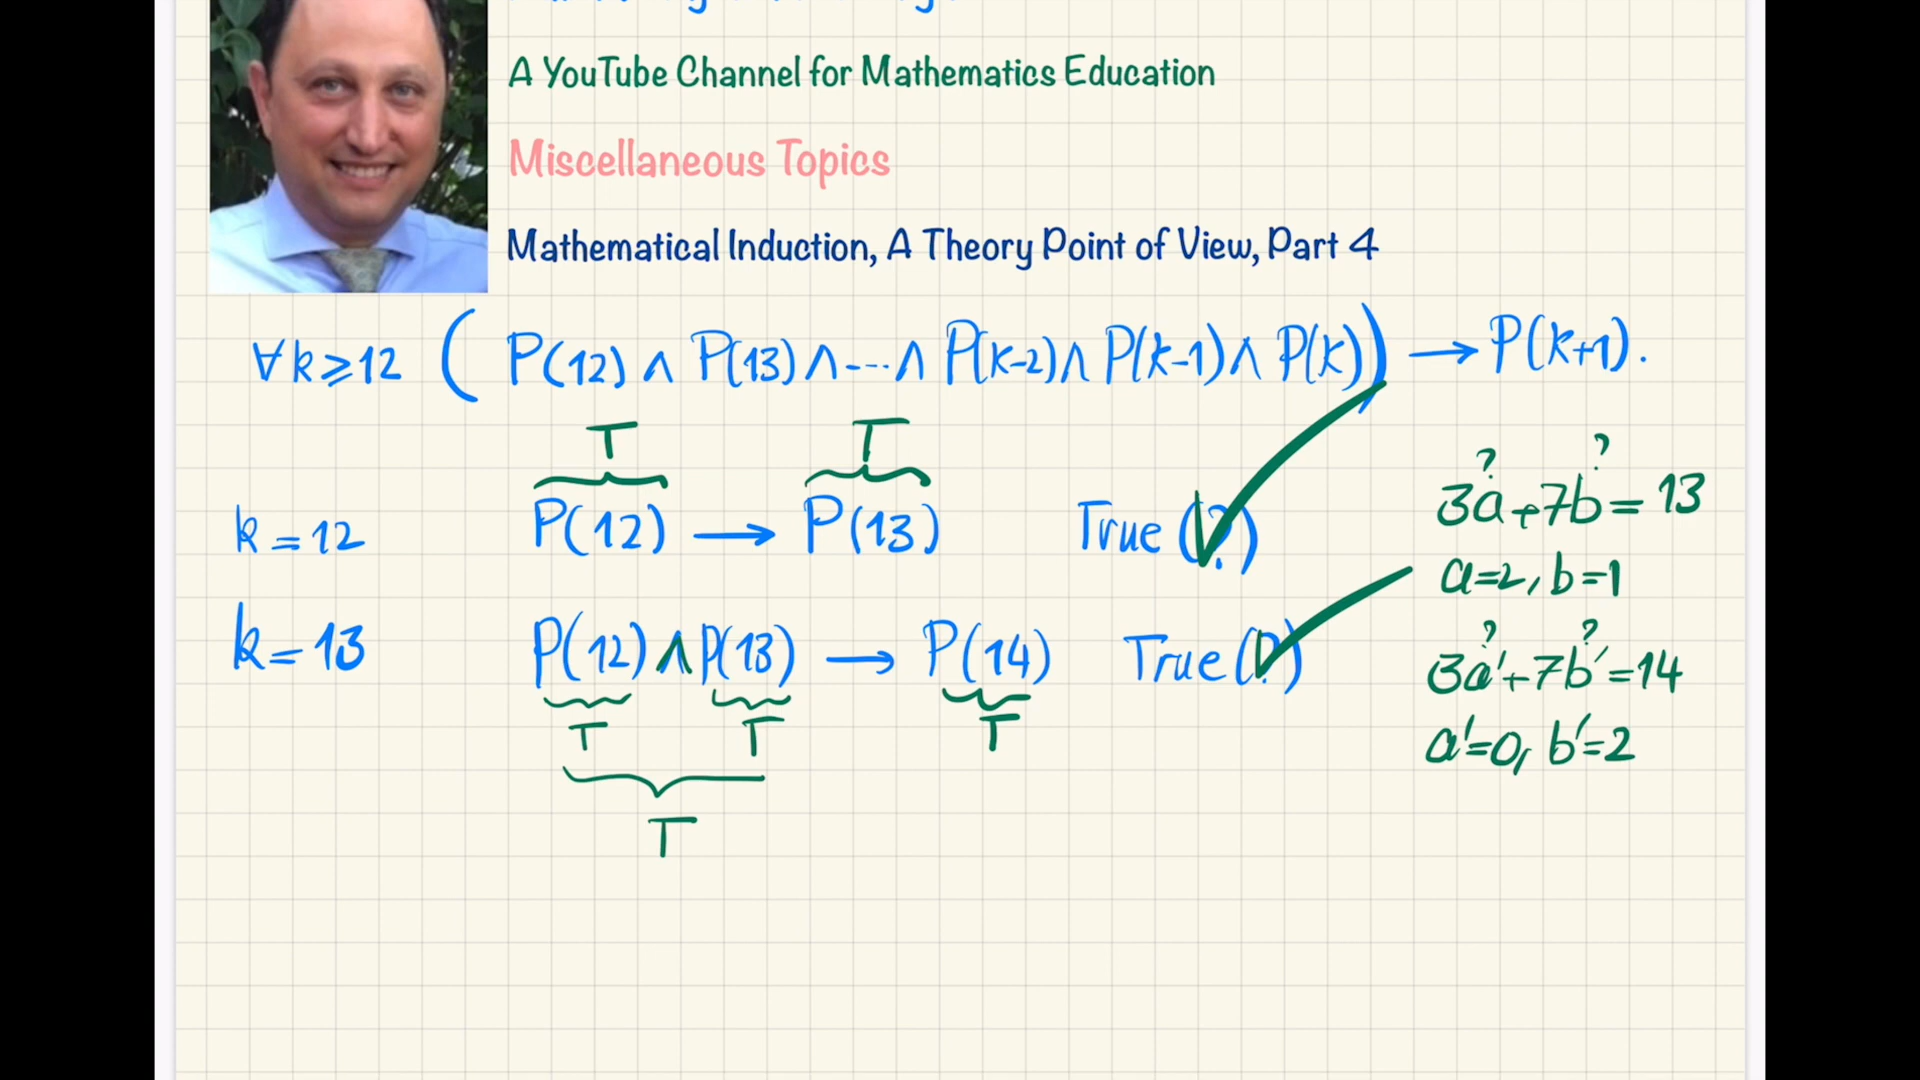 A YouTube Channel for Mathematics Education
Miscellaneous Topics
Mathematical Induction, A Theory Point of View, Part 4
∀k≥12 ( P(12) ∧ P(13) ∧ --- ∧ P(k-2) ∧ P(k-1) ∧ P(k)) → P(k+1).
T T
k=12 P(12) → P(13) True (?)
? ?
3a+7b=13
a=2, b=1
k=13 P(12) ∧ P(13) → P(14) True (?)
T T T
T
? ?
3a'+7b'=14
a'=0, b'=2